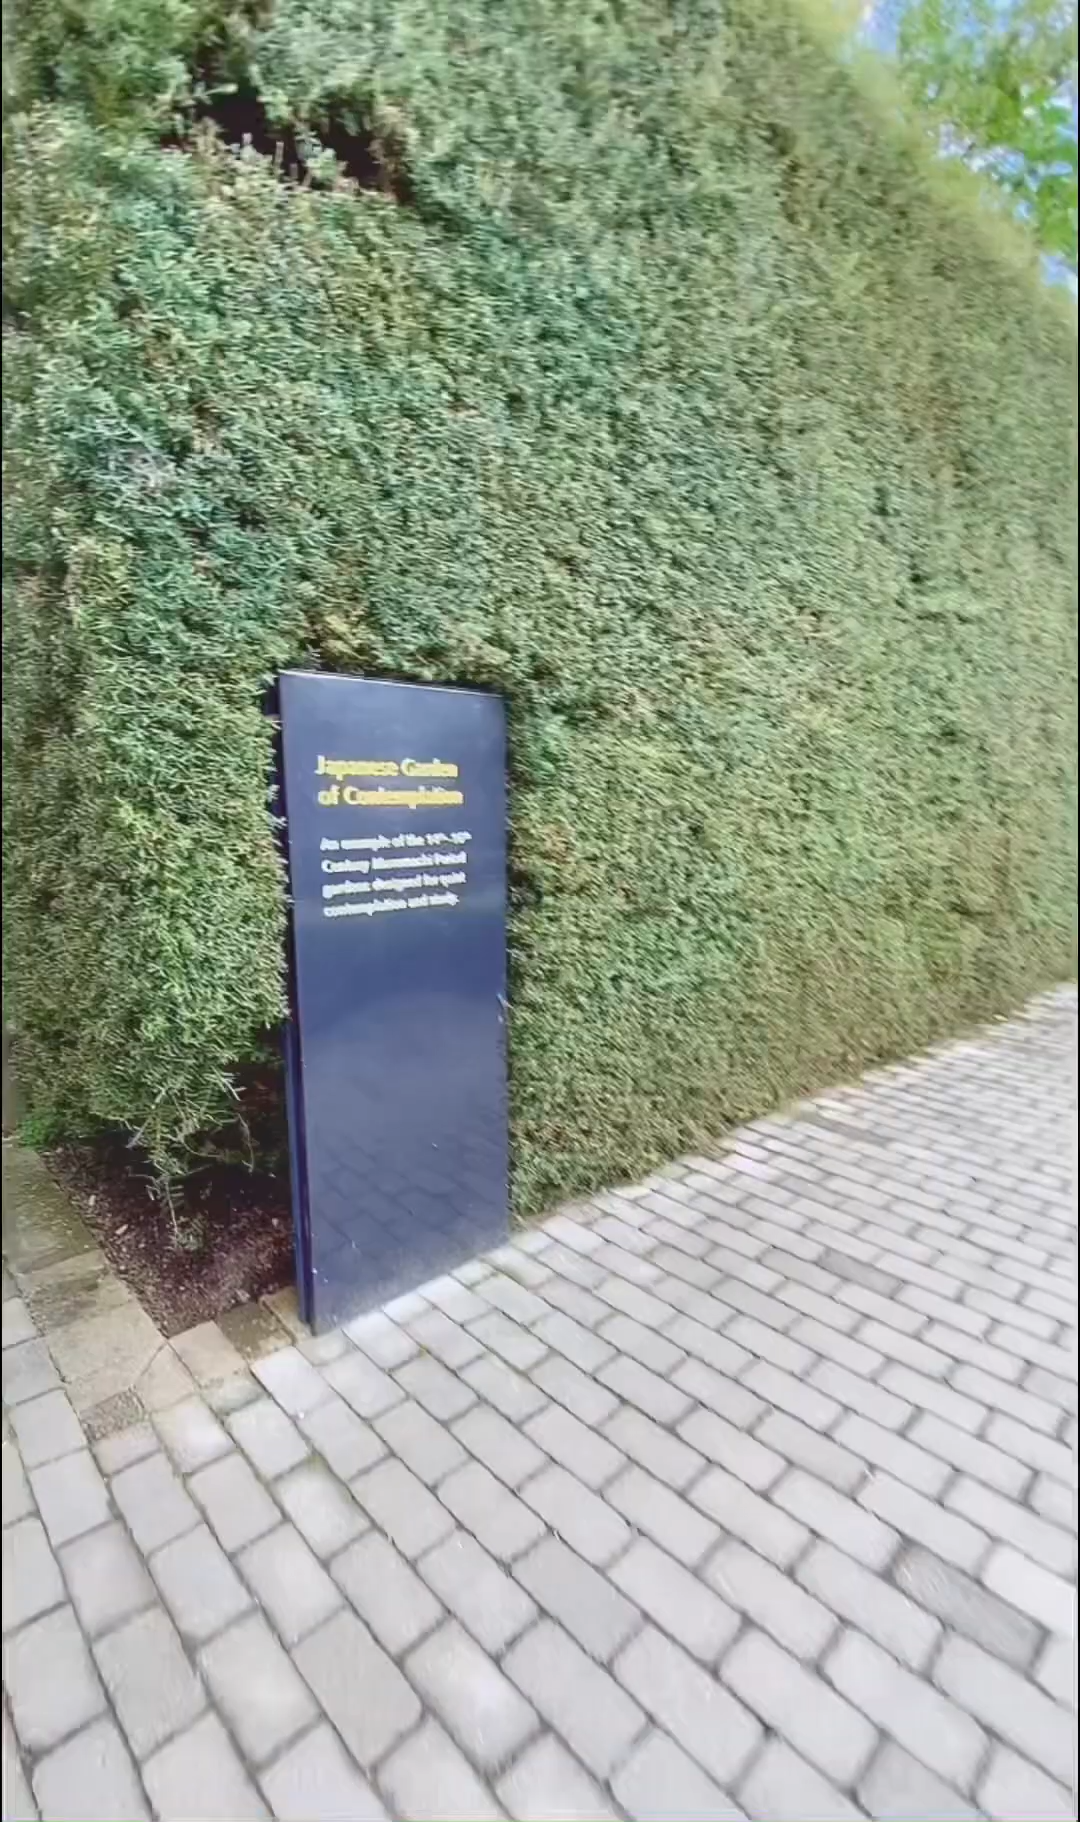 Japanese Garden
of Contemplation
An example of the 14th-16th
Century Muromachi Period
gardens designed for quiet
contemplation and study.